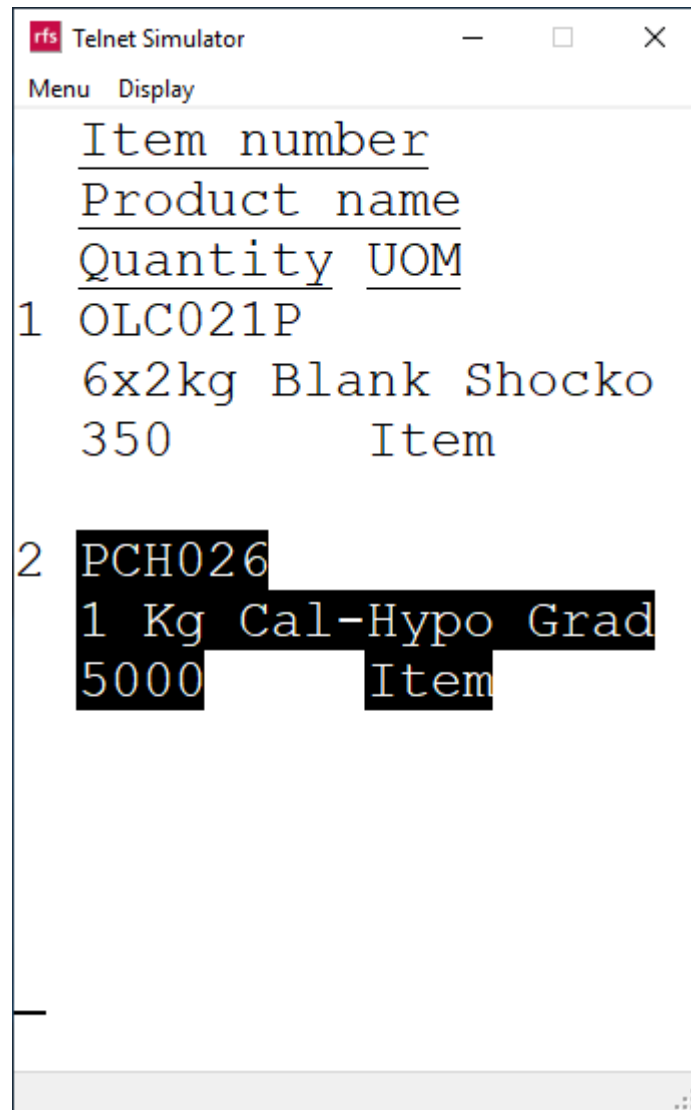 rfs Telnet Simulator
Menu Display
Item number
Product name
Quantity UOM
1 OLC021P
6x2kg Blank Shocko
350 Item
2 PCH026
1 Kg Cal-Hypo Grad
5000 Item